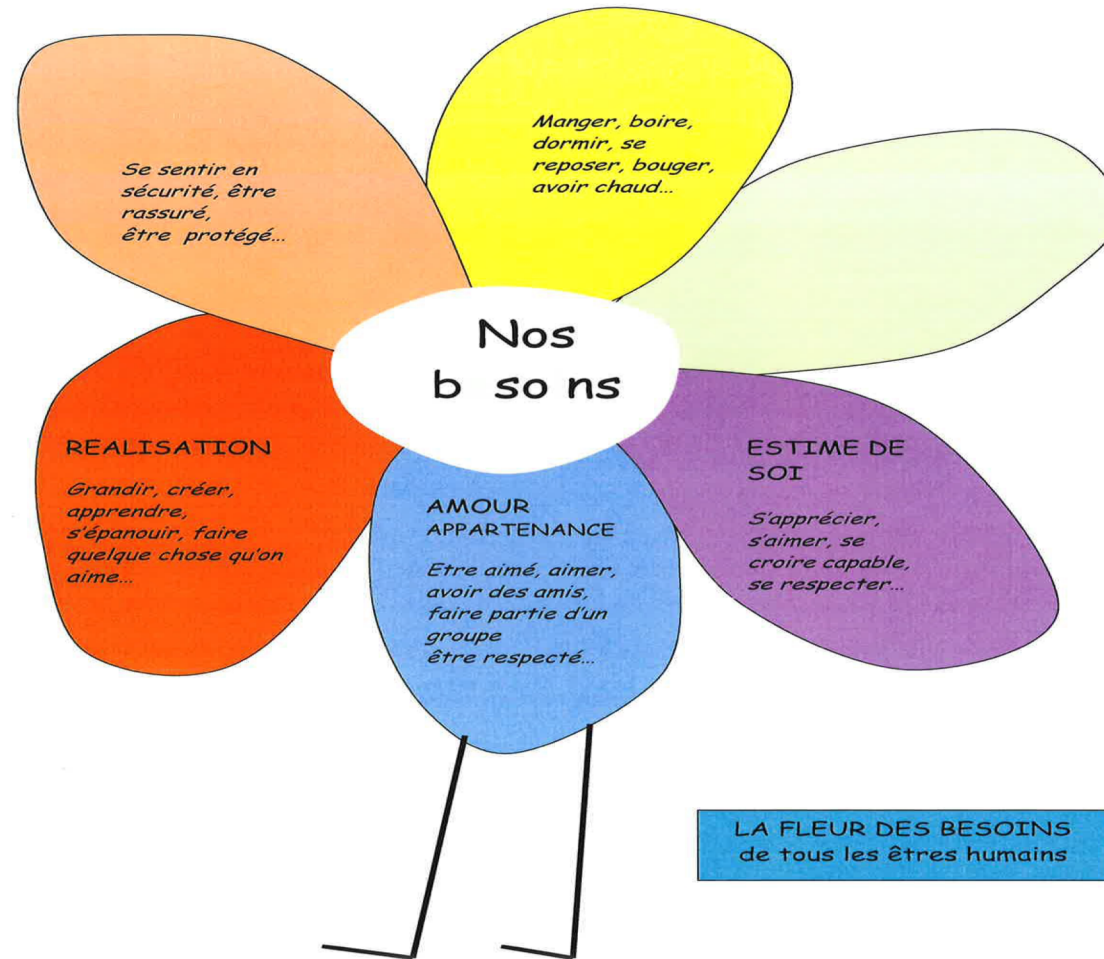 Manger, boire,
dormir, se
reposer, bouger,
avoir chaud...
Se sentir en
sécurité, être
rassuré,
être protégé...
Nos
b so ns
REALISATION
Grandir, créer,
apprendre,
s'épanouir, faire
quelque chose qu'on
aime...
AMOUR
APPARTENANCE
Etre aimé, aimer,
avoir des amis,
faire partie d'un
groupe
être respecté...
ESTIME DE
SOI
S'apprécier,
s'aimer, se
croire capable,
se respecter...
LA FLEUR DES BESOINS
de tous les êtres humains